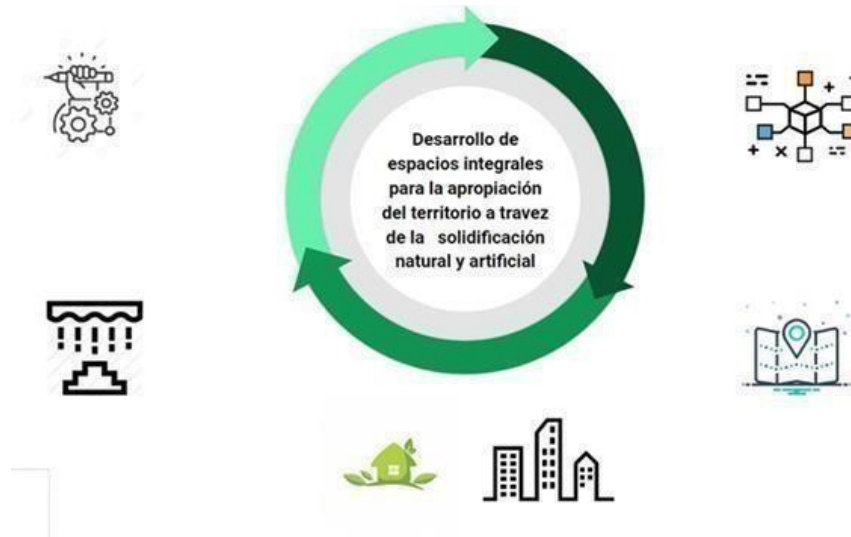 Desarrollo de
espacios integrales
para la apropiación
del territorio a travez
de la solidificación
natural y artificial